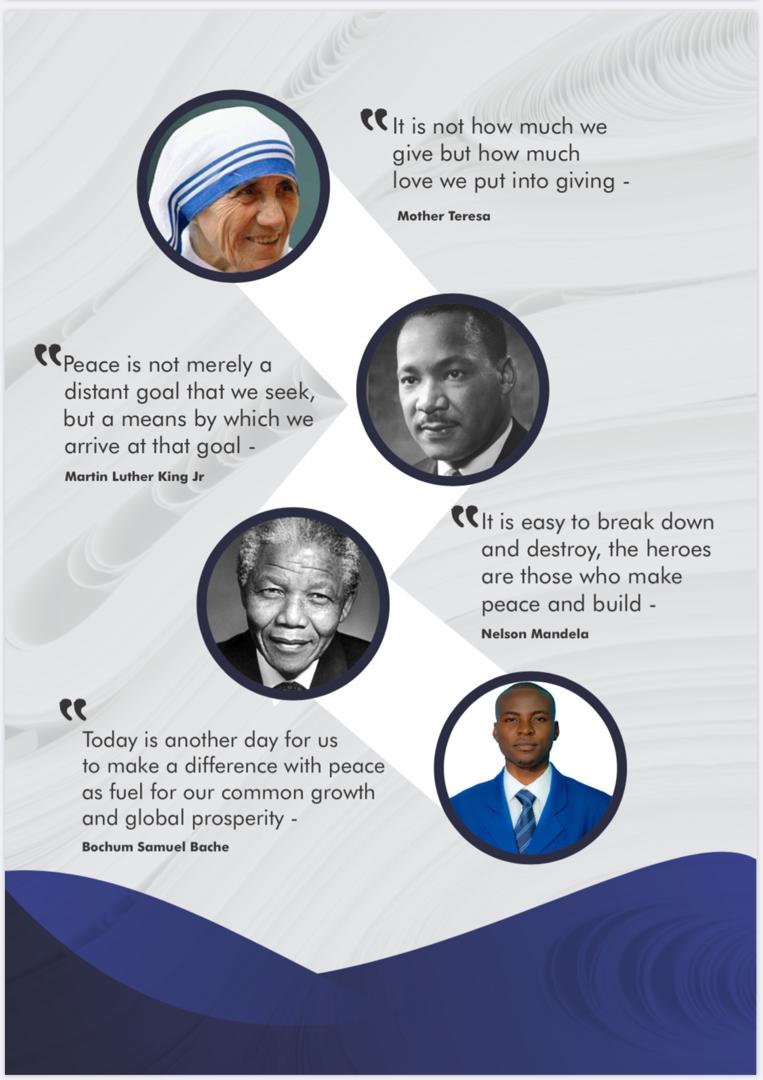 “It is not how much we
give but how much
love we put into giving -
Mother Teresa
“Peace is not merely a
distant goal that we seek,
but a means by which we
arrive at that goal -
Martin Luther King Jr
“It is easy to break down
and destroy, the heroes
are those who make
peace and build -
Nelson Mandela
“
Today is another day for us
to make a difference with peace
as fuel for our common growth
and global prosperity -
Bochum Samuel Bache